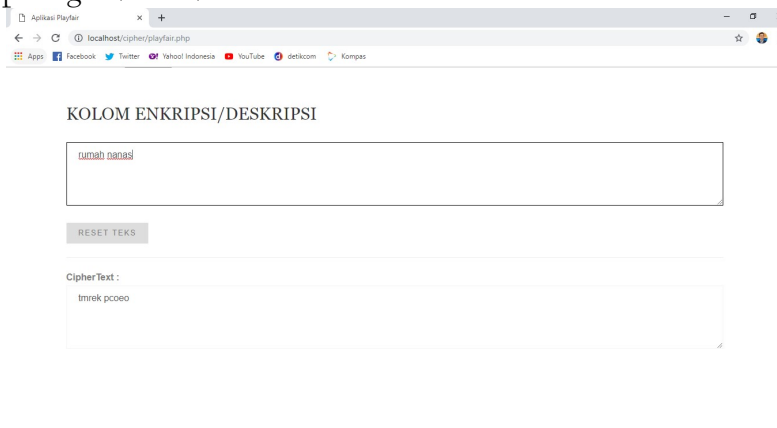 Aplikasi Playfair
localhost/cipher/playfair.php
Apps Facebook Twitter Yahoo! Indonesia YouTube detikcom Kompas
KOLOM ENKRIPSI/DESKRIPSI
rumah nanas
RESET TEKS
CipherText :
tmrek pcoeo